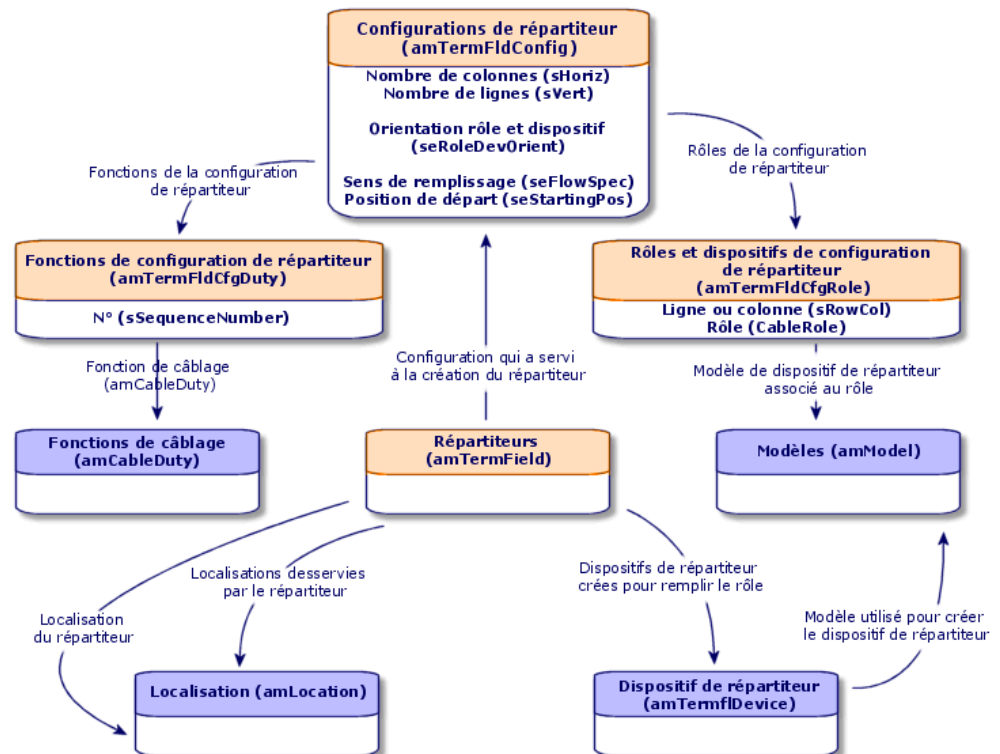 Configurations de répartiteur
(amTermFldConfig)
Nombre de colonnes (sHoriz)
Nombre de lignes (sVert)
Orientation rôle et dispositif
(seRoleDevOrient)
Sens de remplissage (seFlowSpec)
Position de départ (seStartingPos)
Fonctions de la configuration
de répartiteur
Rôles de la configuration
de répartiteur
Fonctions de configuration de répartiteur
(amTermFldCfgDuty)
N° (sSequenceNumber)
Rôles et dispositifs de configuration
de répartiteur
(amTermFldCfgRole)
Ligne ou colonne (sRowCol)
Rôle (CableRole)
Fonction de câblage
(amCableDuty)
Configuration qui a servi
à la création du répartiteur
Modèle de dispositif de répartiteur
associé au rôle
Fonctions de câblage
(amCableDuty)
Répartiteurs
(amTermField)
Modèles (amModel)
Localisations desservies
par le répartiteur
Dispositifs de répartiteur
crées pour remplir le rôle
Localisation
du répartiteur
Modèle utilisé pour créer
le dispositif de répartiteur
Localisation (amLocation)
Dispositif de répartiteur
(amTermflDevice)